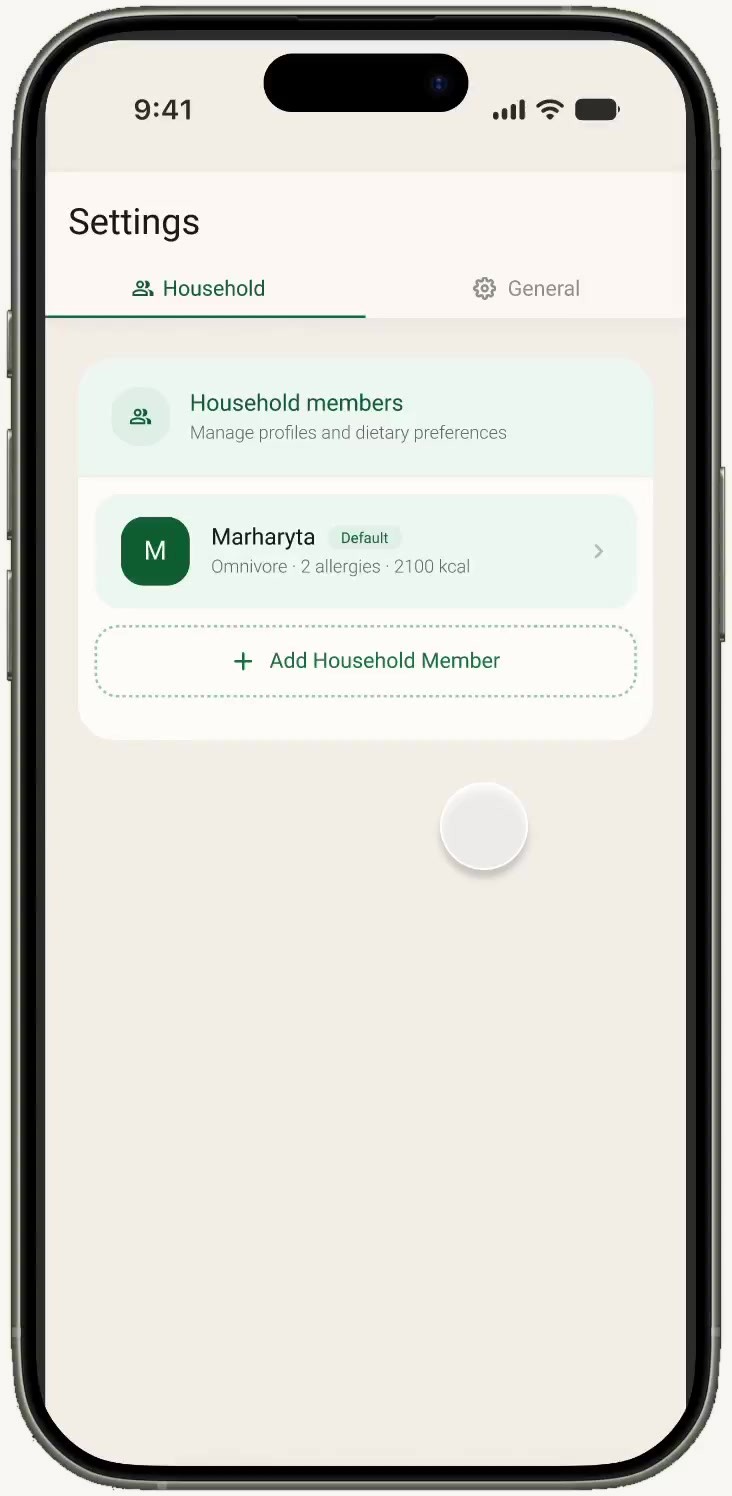 9:41
Settings
Household
General
Household members
Manage profiles and dietary preferences
M
Marharyta
Default
Omnivore · 2 allergies · 2100 kcal
+ Add Household Member